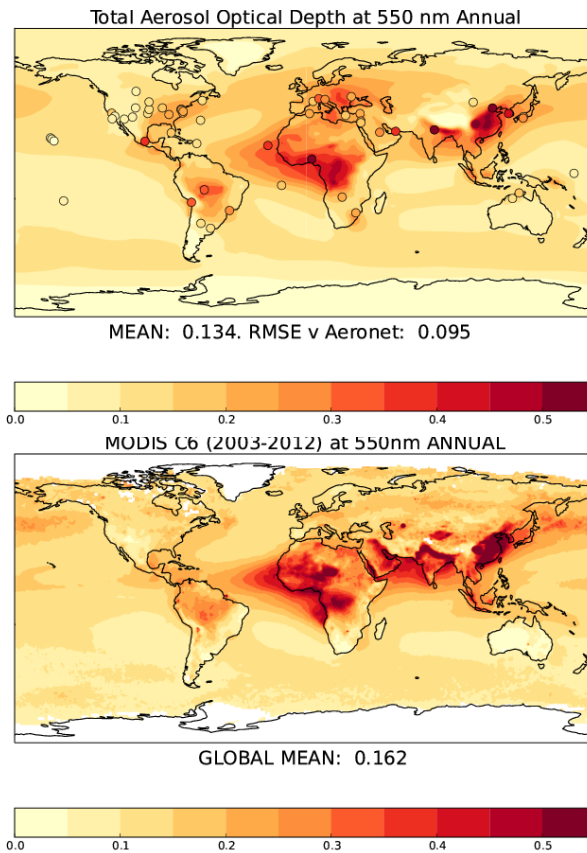 Total Aerosol Optical Depth at 550 nm Annual
MEAN:  0.134. RMSE v Aeronet:  0.095
0.0 0.1 0.2 0.3 0.4 0.5
MODIS C6 (2003-2012) at 550nm ANNUAL
GLOBAL MEAN:  0.162
0.0 0.1 0.2 0.3 0.4 0.5